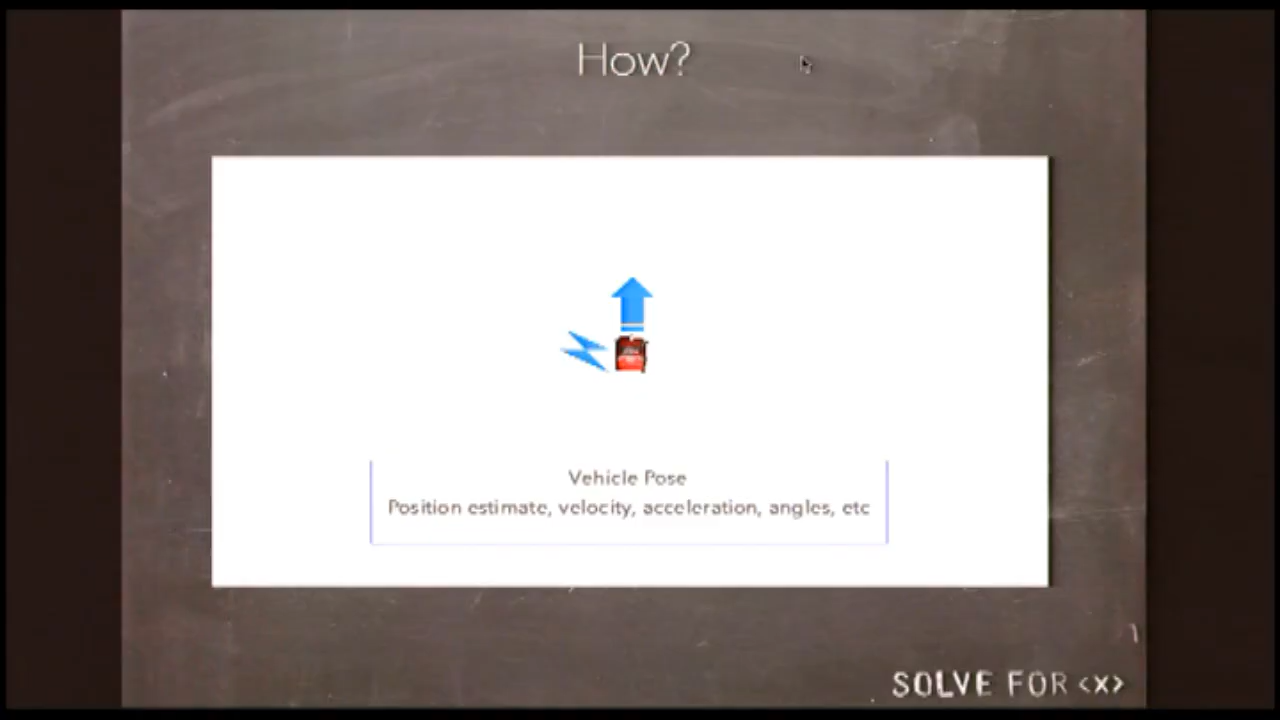 How?
Vehicle Pose
Position estimate, velocity, acceleration, angles, etc
SOLVE FOR <x>